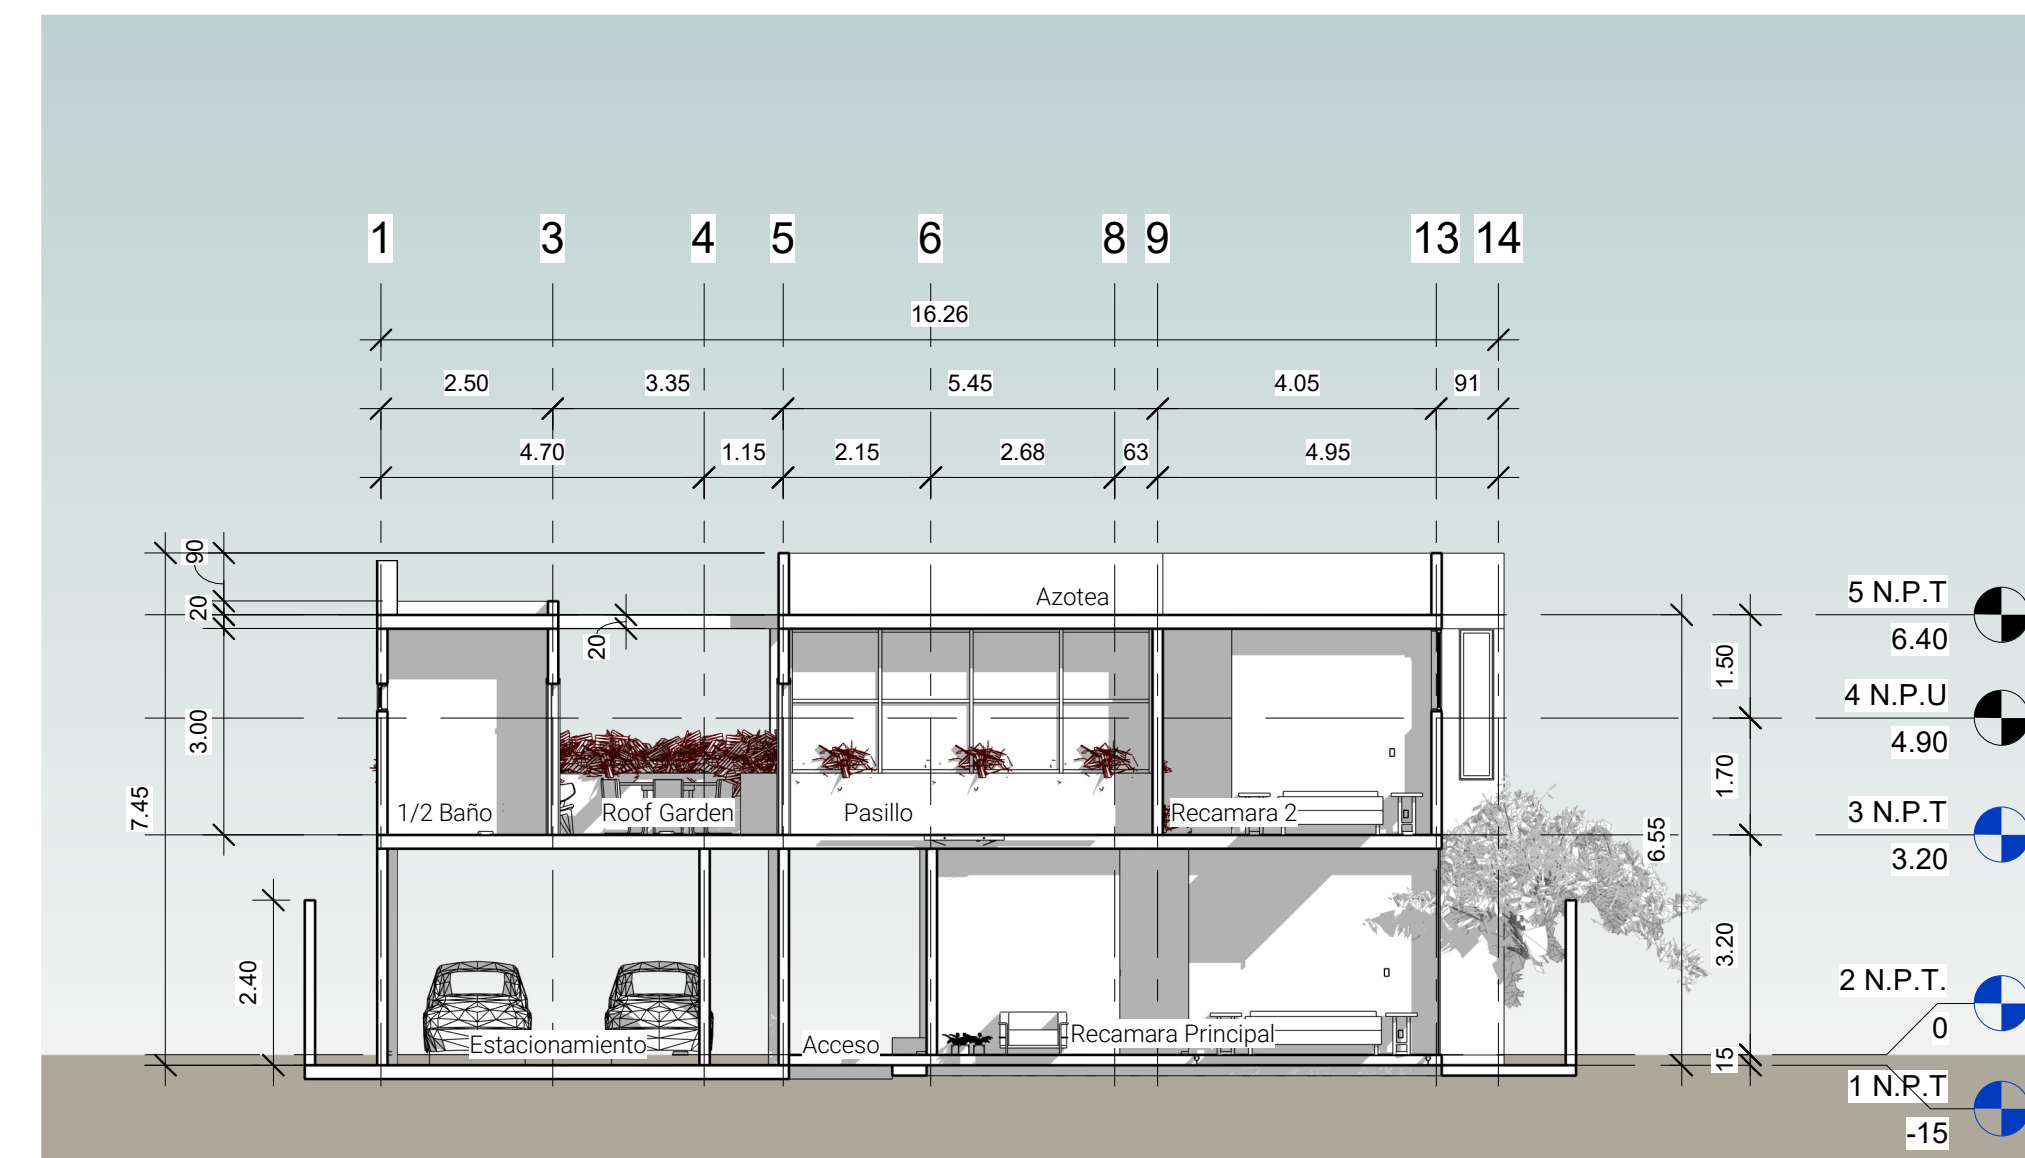 1 3 4 5 6 8 9 13 14
16.26
2.50 3.35 5.45 4.05 91
4.70 1.15 2.15 2.68 63 4.95
90
20
3.00
7.45
2.40
20
Azotea
1/2 Baño
Roof Garden
Pasillo
Recamara 2
Estacionamiento
Acceso
Recamara Principal
6.55
1.50
1.70
3.20
15
5 N.P.T
6.40
4 N.P.U
4.90
3 N.P.T
3.20
2 N.P.T.
0
1 N.P.T
-15